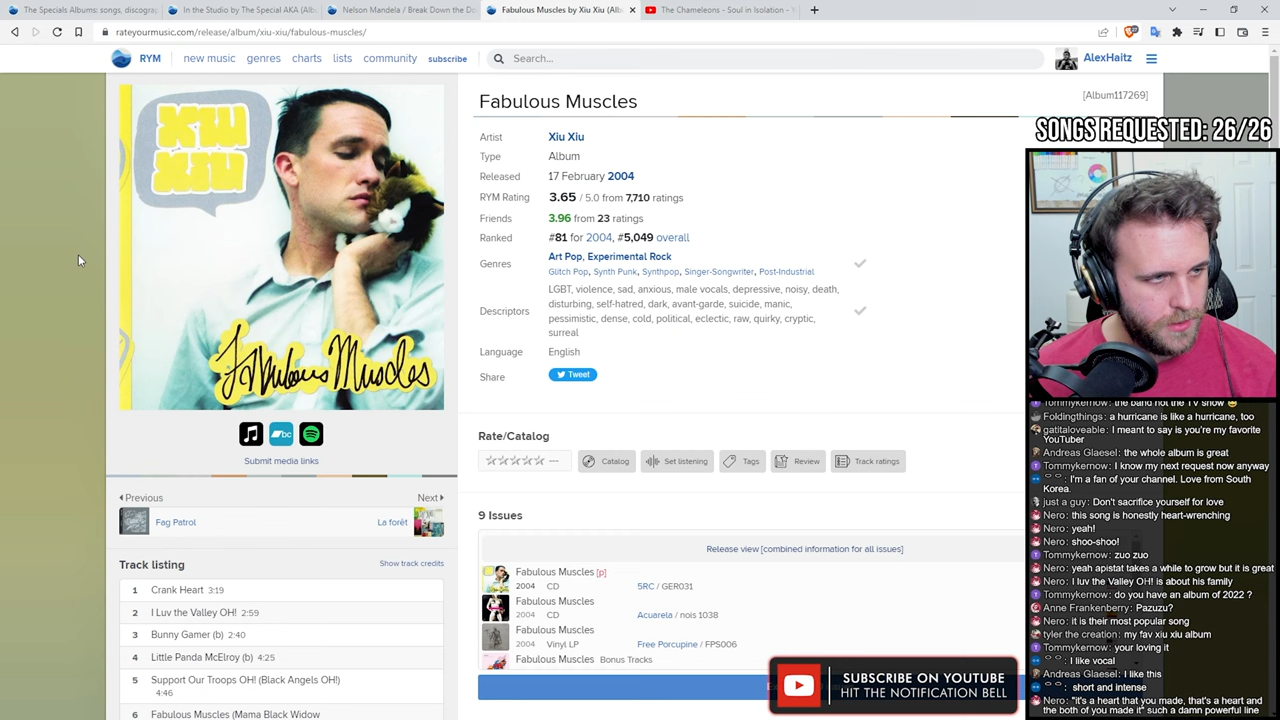 The Specials Albums: songs, discogra
In the Studio by The Special AKA (Alb
Nelson Mandela / Break Down the Do
Fabulous Muscles by Xiu Xiu (Alb
The Chameleons - Soul in Isolation - Y
rateyourmusic.com/release/album/xiu-xiu/fabulous-muscles/
RYM new music genres charts lists community subscribe Search... AlexHaitz
XIU
XIU
Fabulous Muscles
Fabulous Muscles [Album117269]
Artist Xiu Xiu
Type Album
Released 17 February 2004
RYM Rating 3.65 / 5.0 from 7,710 ratings
Friends 3.96 from 23 ratings
Ranked #81 for 2004, #5,049 overall
Genres Art Pop, Experimental Rock
Glitch Pop, Synth Punk, Synthpop, Singer-Songwriter, Post-Industrial
Descriptors LGBT, violence, sad, anxious, male vocals, depressive, noisy, death,
disturbing, self-hatred, dark, avant-garde, suicide, manic,
pessimistic, dense, cold, political, eclectic, raw, quirky, cryptic,
surreal
Language English
Share Tweet
bc
Submit media links
Rate/Catalog
--- Catalog Set listening Tags Review Track ratings
Previous Next
Fag Patrol La forêt
Track listing Show track credits
1 Crank Heart 3:19
2 I Luv the Valley OH! 2:59
3 Bunny Gamer (b) 2:40
4 Little Panda McElroy (b) 4:25
5 Support Our Troops OH! (Black Angels OH!)
4:46
6 Fabulous Muscles (Mama Black Widow
9 Issues
Release view [combined information for all issues]
Fabulous Muscles [p]
2004 CD 5RC / GER031
Fabulous Muscles
2004 CD Acuarela / nois 1038
Fabulous Muscles
2004 Vinyl LP Free Porcupine / FPS006
Fabulous Muscles Bonus Tracks
SUBSCRIBE ON YOUTUBE
HIT THE NOTIFICATION BELL
SONGS REQUESTED: 26/26
Tommykernow: the band not the TV show
Foldingthings: a hurricane is like a hurricane, too
gatitaloveable: I meant to say is you're my favorite
YouTuber
Andreas Glaesel: the whole album is great
Tommykernow: I know my next request now anyway
: I'm a fan of your channel. Love from South
Korea.
just a guy: Don't sacrifice yourself for love
Nero: this song is honestly heart-wrenching
Nero: yeah!
Nero: shoo-shoo!
Tommykernow: zuo zuo
Nero: yeah apistat takes a while to grow but it is great
Nero: I luv the Valley OH! is about his family
Tommykernow: do you have an album of 2022 ?
Anne Frankenberry: Pazuzu?
Nero: it is their most popular song
tyler the creation: my fav xiu xiu album
Tommykernow: your loving it
: I like vocal
Andreas Glaesel: I like this
: short and intense
Nero: "it's a heart that you made, that's a heart and
the both of you made it" such a damn powerful line